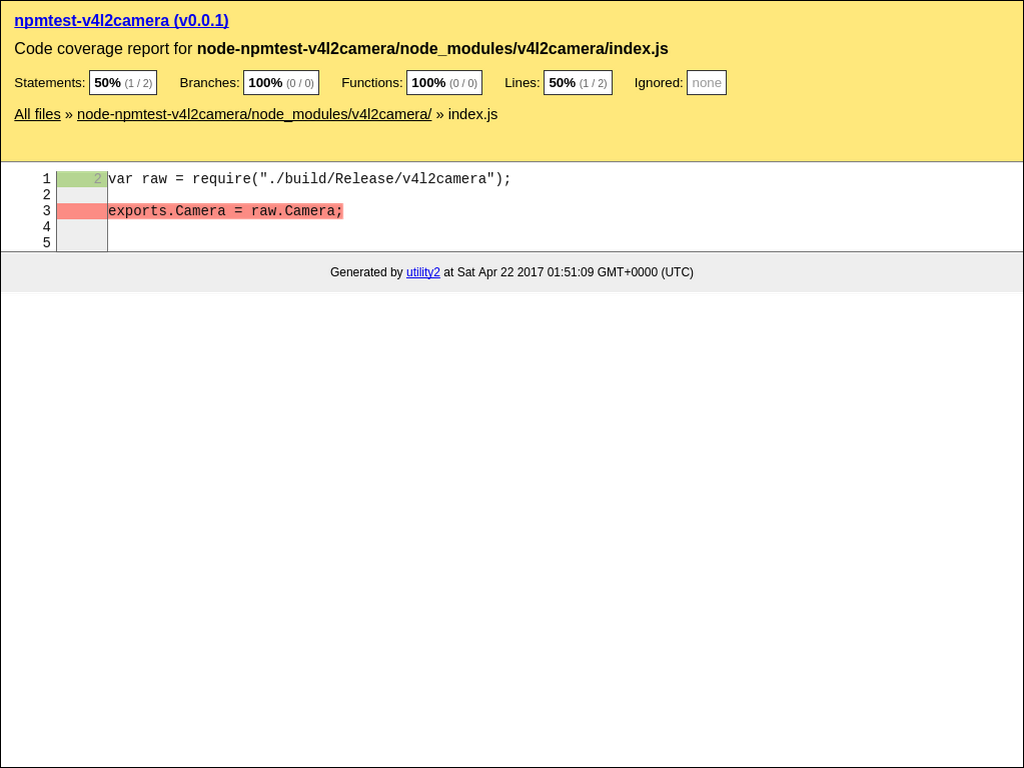 npmtest-v4l2camera (v0.0.1)
Code coverage report for node-npmtest-v4l2camera/node_modules/v4l2camera/index.js
Statements: 50% (1 / 2) Branches: 100% (0 / 0) Functions: 100% (0 / 0) Lines: 50% (1 / 2) Ignored: none
All files » node-npmtest-v4l2camera/node_modules/v4l2camera/ » index.js
1 2 var raw = require("./build/Release/v4l2camera");
2
3 exports.Camera = raw.Camera;
4
5
Generated by utility2 at Sat Apr 22 2017 01:51:09 GMT+0000 (UTC)